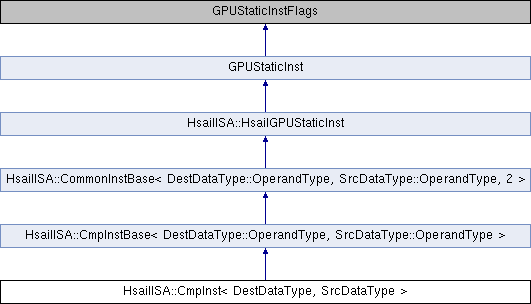 GPUStaticInstFlags
GPUStaticInst
HsailISA::HsailGPUStaticInst
HsailISA::CommonInstBase< DestDataType::OperandType, SrcDataType::OperandType, 2 >
HsailISA::CmpInstBase< DestDataType::OperandType, SrcDataType::OperandType >
HsailISA::CmpInst< DestDataType, SrcDataType >